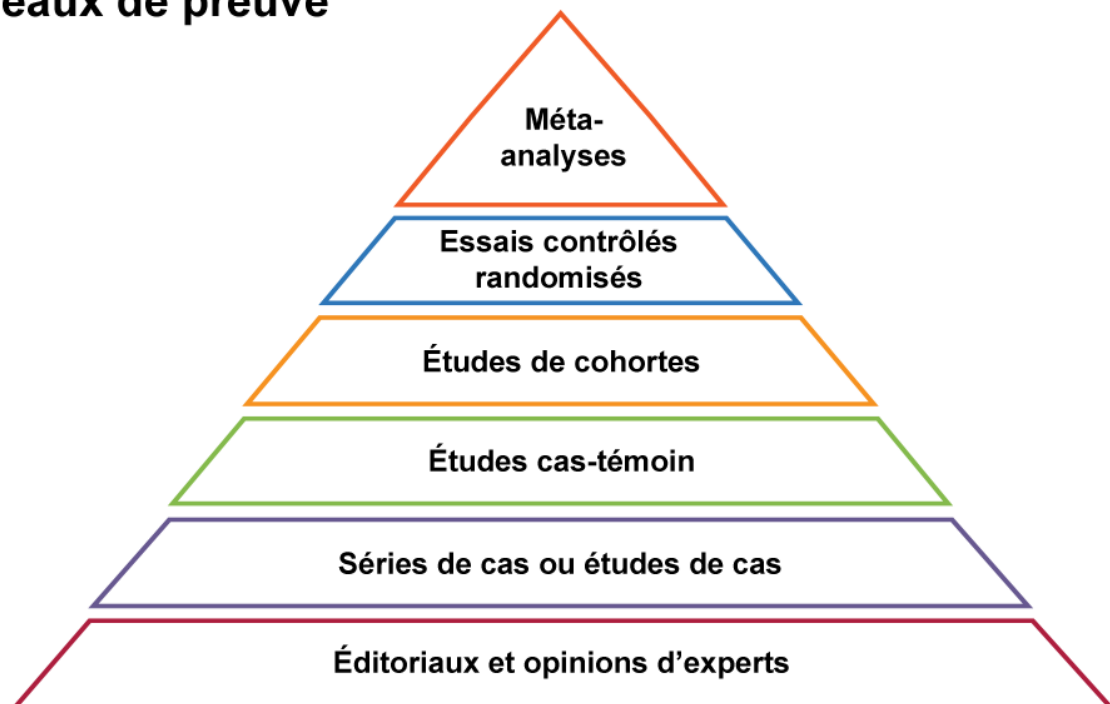 eaux de preuve
Méta-
analyses
Essais contrôlés
randomisés
Études de cohortes
Études cas-témoin
Séries de cas ou études de cas
Éditoriaux et opinions d’experts